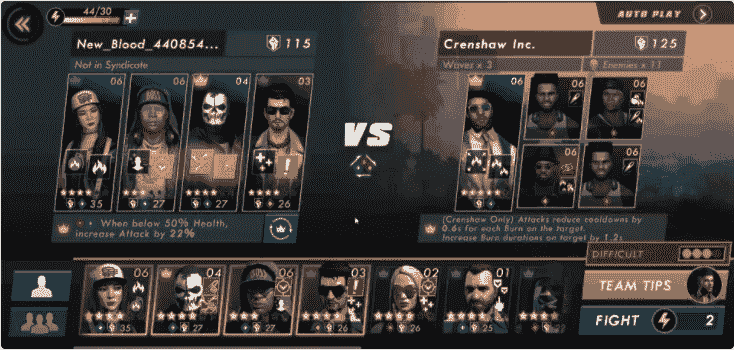 44/30
AUTO PLAY
New_Blood_440854...
115
Crenshaw Inc.
125
Not in Syndicate
Waves x 3
Enemies x 11
06
06
04
03
06
06
06
06
06
35
27
27
26
VS
When below 50% Health,
increase Attack by 22%
(Crenshaw Only) Attacks reduce cooldowns by
0.6s for each Burn on the target.
Increase Burn durations on target by 1.2s
DIFFICULT
06
04
06
03
02
01
35
27
27
26
27
25
TEAM TIPS
FIGHT
2